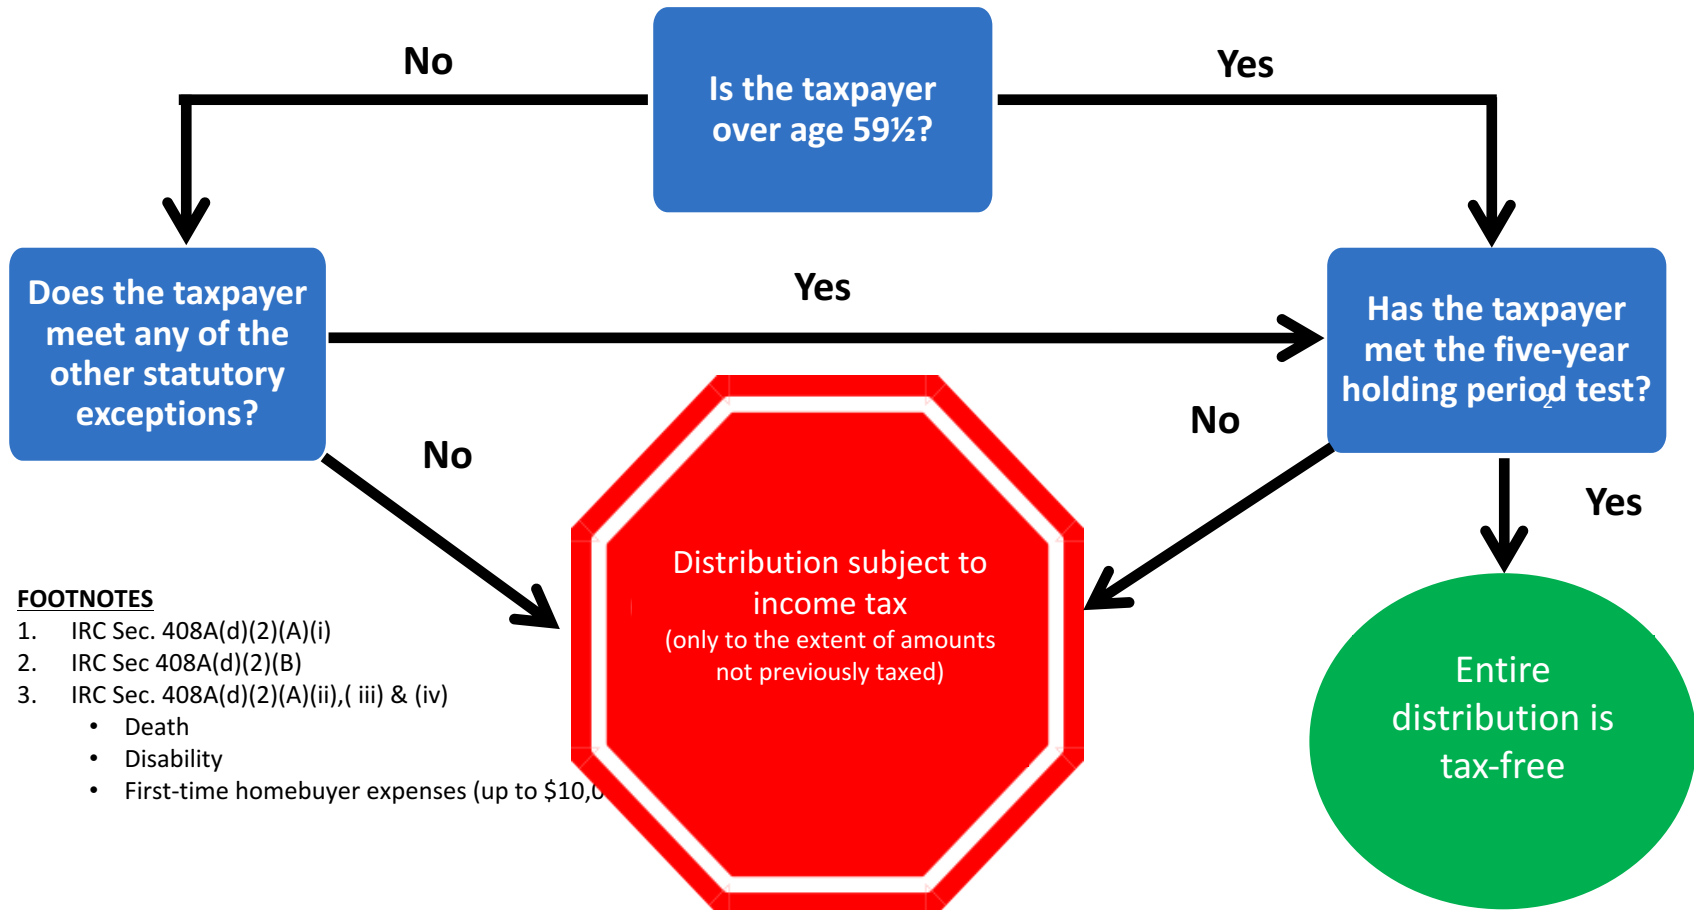 No
Is the taxpayer
over age 59½?
Yes
Does the taxpayer
meet any of the
other statutory
exceptions?
Yes
Has the taxpayer
met the five-year
holding period test?
2
No
No
Yes
Distribution subject to
income tax
(only to the extent of amounts
not previously taxed)
Entire
distribution is
tax-free
FOOTNOTES
1. IRC Sec. 408A(d)(2)(A)(i)
2. IRC Sec 408A(d)(2)(B)
3. IRC Sec. 408A(d)(2)(A)(ii),( iii) & (iv)
• Death
• Disability
• First-time homebuyer expenses (up to $10,0